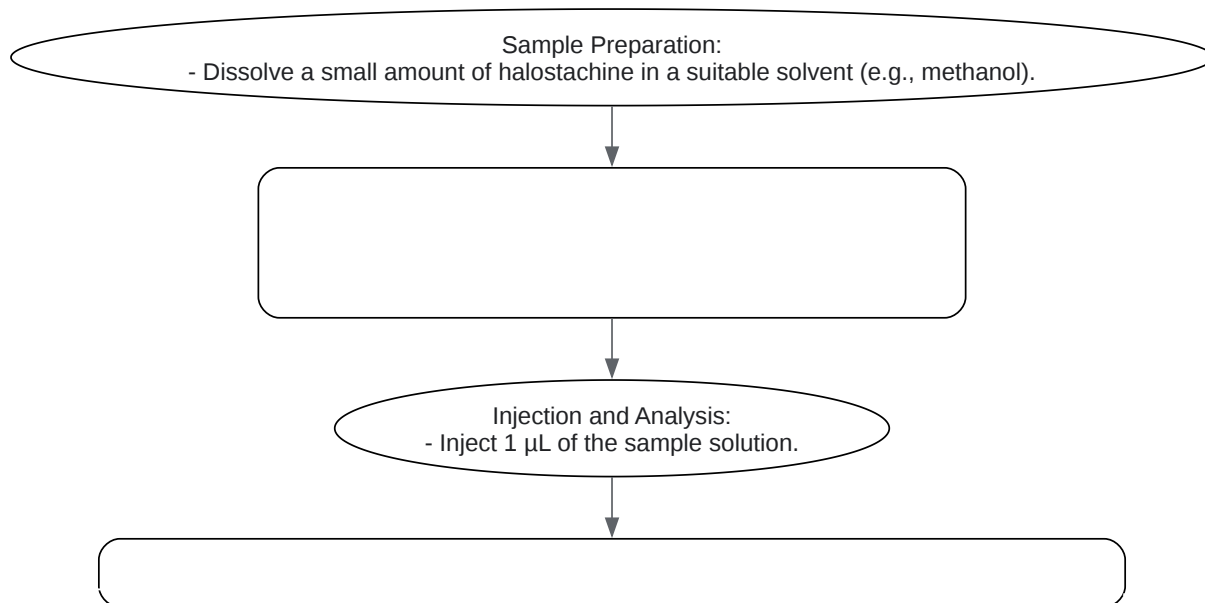 Sample Preparation:
- Dissolve a small amount of halostachine in a suitable solvent (e.g., methanol).
Injection and Analysis:
- Inject 1 µL of the sample solution.